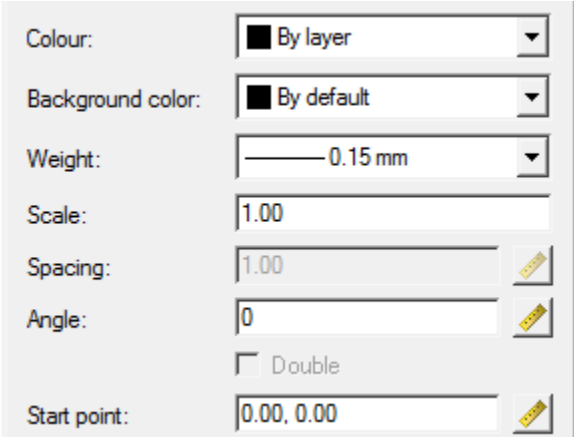 Colour: By layer
Background color: By default
Weight: 0.15 mm
Scale: 1.00
Spacing: 1.00
Angle: 0
Double
Start point: 0.00, 0.00